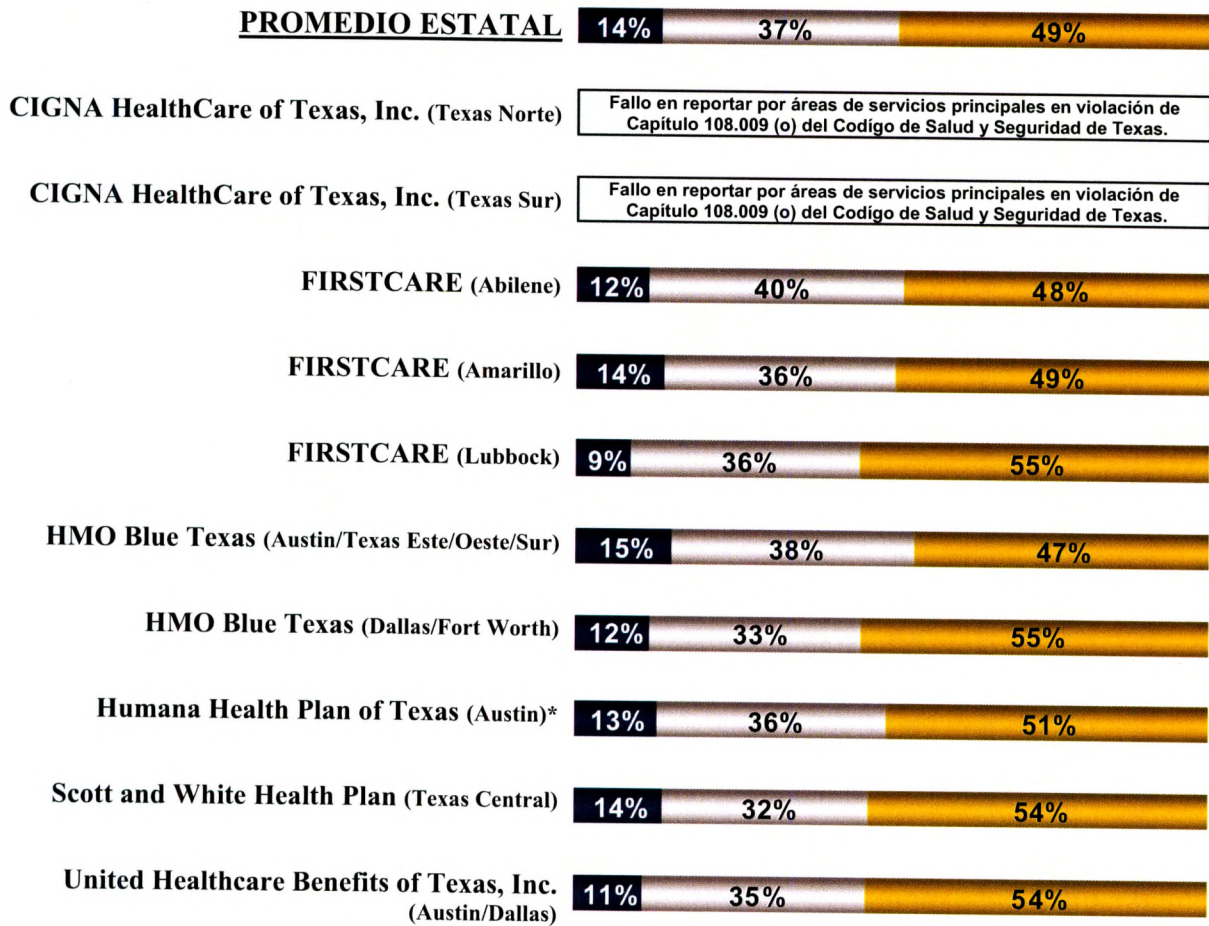 PROMEDIO ESTATAL 14% 37% 49%
CIGNA HealthCare of Texas, Inc. (Texas Norte)
Fallo en reportar por áreas de servicios principales en violación de
Capítulo 108.009 (o) del Codígo de Salud y Seguridad de Texas.
CIGNA HealthCare of Texas, Inc. (Texas Sur)
Fallo en reportar por áreas de servicios principales en violación de
Capítulo 108.009 (o) del Codígo de Salud y Seguridad de Texas.
FIRSTCARE (Abilene) 12% 40% 48%
FIRSTCARE (Amarillo) 14% 36% 49%
FIRSTCARE (Lubbock) 9% 36% 55%
HMO Blue Texas (Austin/Texas Este/Oeste/Sur) 15% 38% 47%
HMO Blue Texas (Dallas/Fort Worth) 12% 33% 55%
Humana Health Plan of Texas (Austin)* 13% 36% 51%
Scott and White Health Plan (Texas Central) 14% 32% 54%
United Healthcare Benefits of Texas, Inc.
(Austin/Dallas)
11% 35% 54%